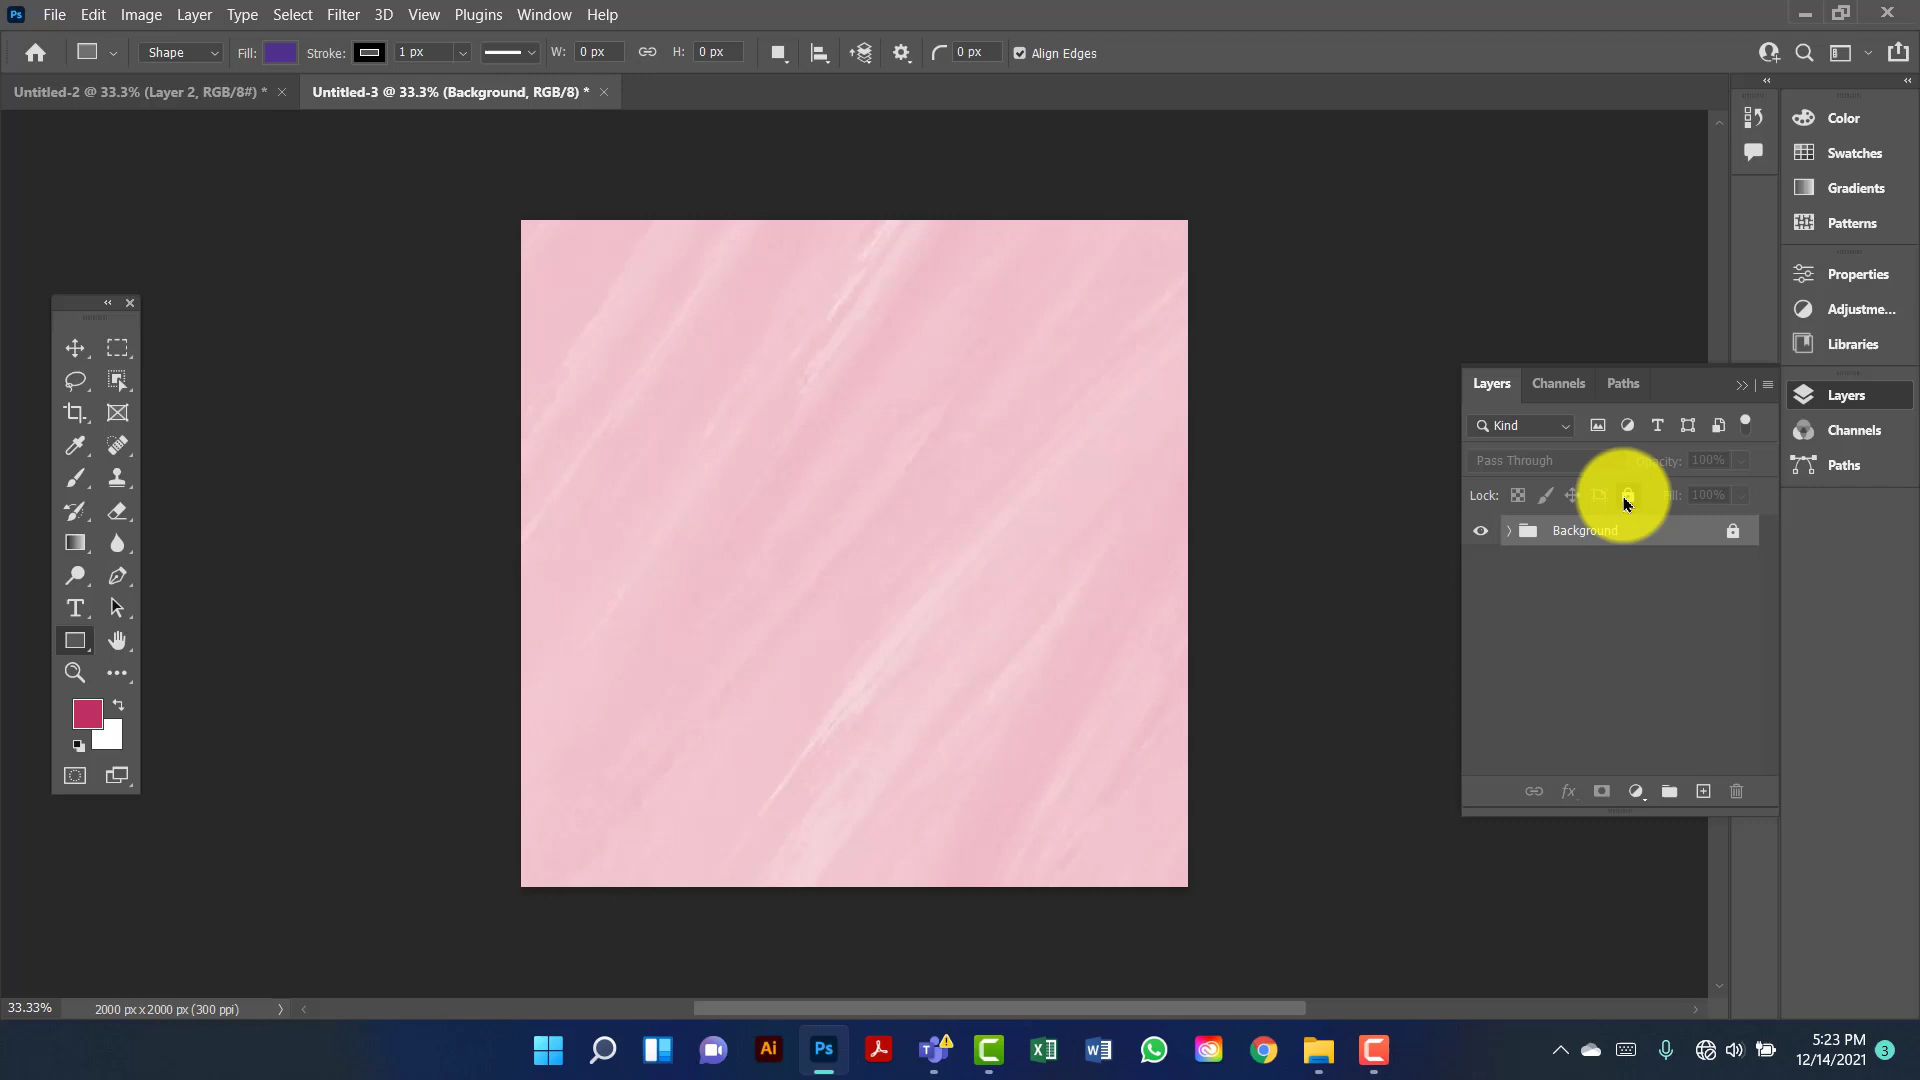 Ps File Edit Image Layer Type Select Filter 3D View Plugins Window Help
Shape Fill: Stroke: 1 px W: 0 px H: 0 px 0 px Align Edges
Untitled-2 @ 33.3% (Layer 2, RGB/8#) * Untitled-3 @ 33.3% (Background, RGB/8) *
Color
Swatches
Gradients
Patterns
Properties
Adjustme...
Libraries
Layers
Channels
Paths
Layers Channels Paths
Kind
Pass Through Opacity: 100%
Lock: Fill: 100%
Background
33.33% 2000 px x 2000 px (300 ppi)
Ai Ps
5:23 PM
12/14/2021 3